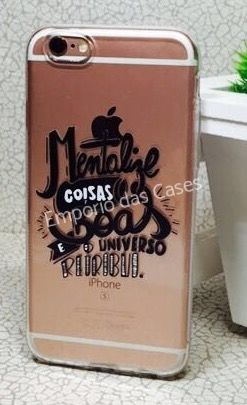 Mentalize
COISAS
Boas
E O UNIVERSO
RETRIBUI.
Empório das Cases
iPhone
S